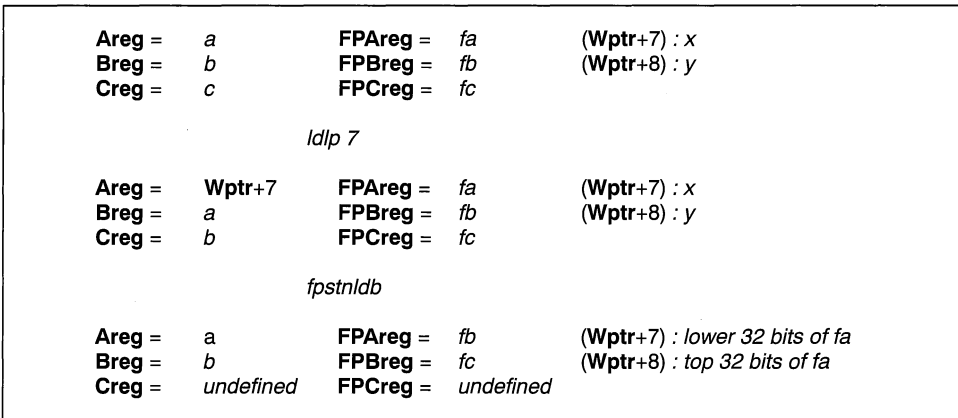 Areg = a FPAreg = fa (Wptr+7) : x
Breg = b FPBreg = fb (Wptr+8) : y
Creg = c FPCreg = fc
ldlp 7
Areg = Wptr+7 FPAreg = fa (Wptr+7) : x
Breg = a FPBreg = fb (Wptr+8) : y
Creg = b FPCreg = fc
fpstnldb
Areg = a FPAreg = fb (Wptr+7) : lower 32 bits of fa
Breg = b FPBreg = fc (Wptr+8) : top 32 bits of fa
Creg = undefined FPCreg = undefined